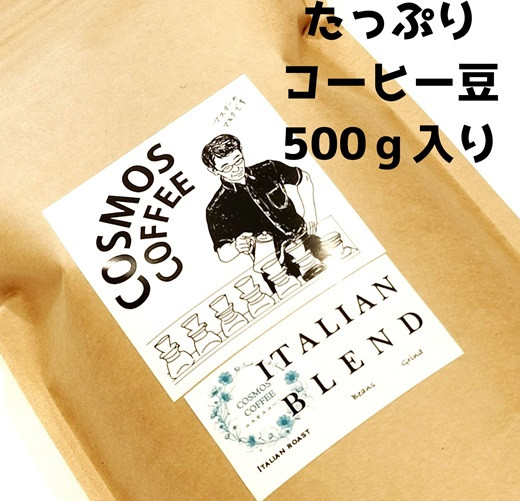 たっぷり
コーヒー豆
500ｇ入り
COSMOS
COFFEE
ITALIAN
BLEND
COSMOS
COFFEE
Beans
Grind
ITALIAN ROAST